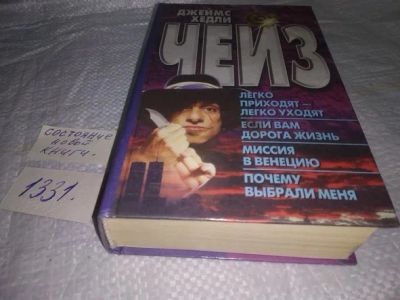 ДЖЕЙМС
ХЕДЛИ
ЧЕЙЗ
ЛЕГКО
ПРИХОДЯТ —
ЛЕГКО УХОДЯТ
ЕСЛИ ВАМ
ДОРОГА ЖИЗНЬ
МИССИЯ
В ВЕНЕЦИЮ
ПОЧЕМУ
ВЫБРАЛИ МЕНЯ
состояние
новой
книги.
1331.